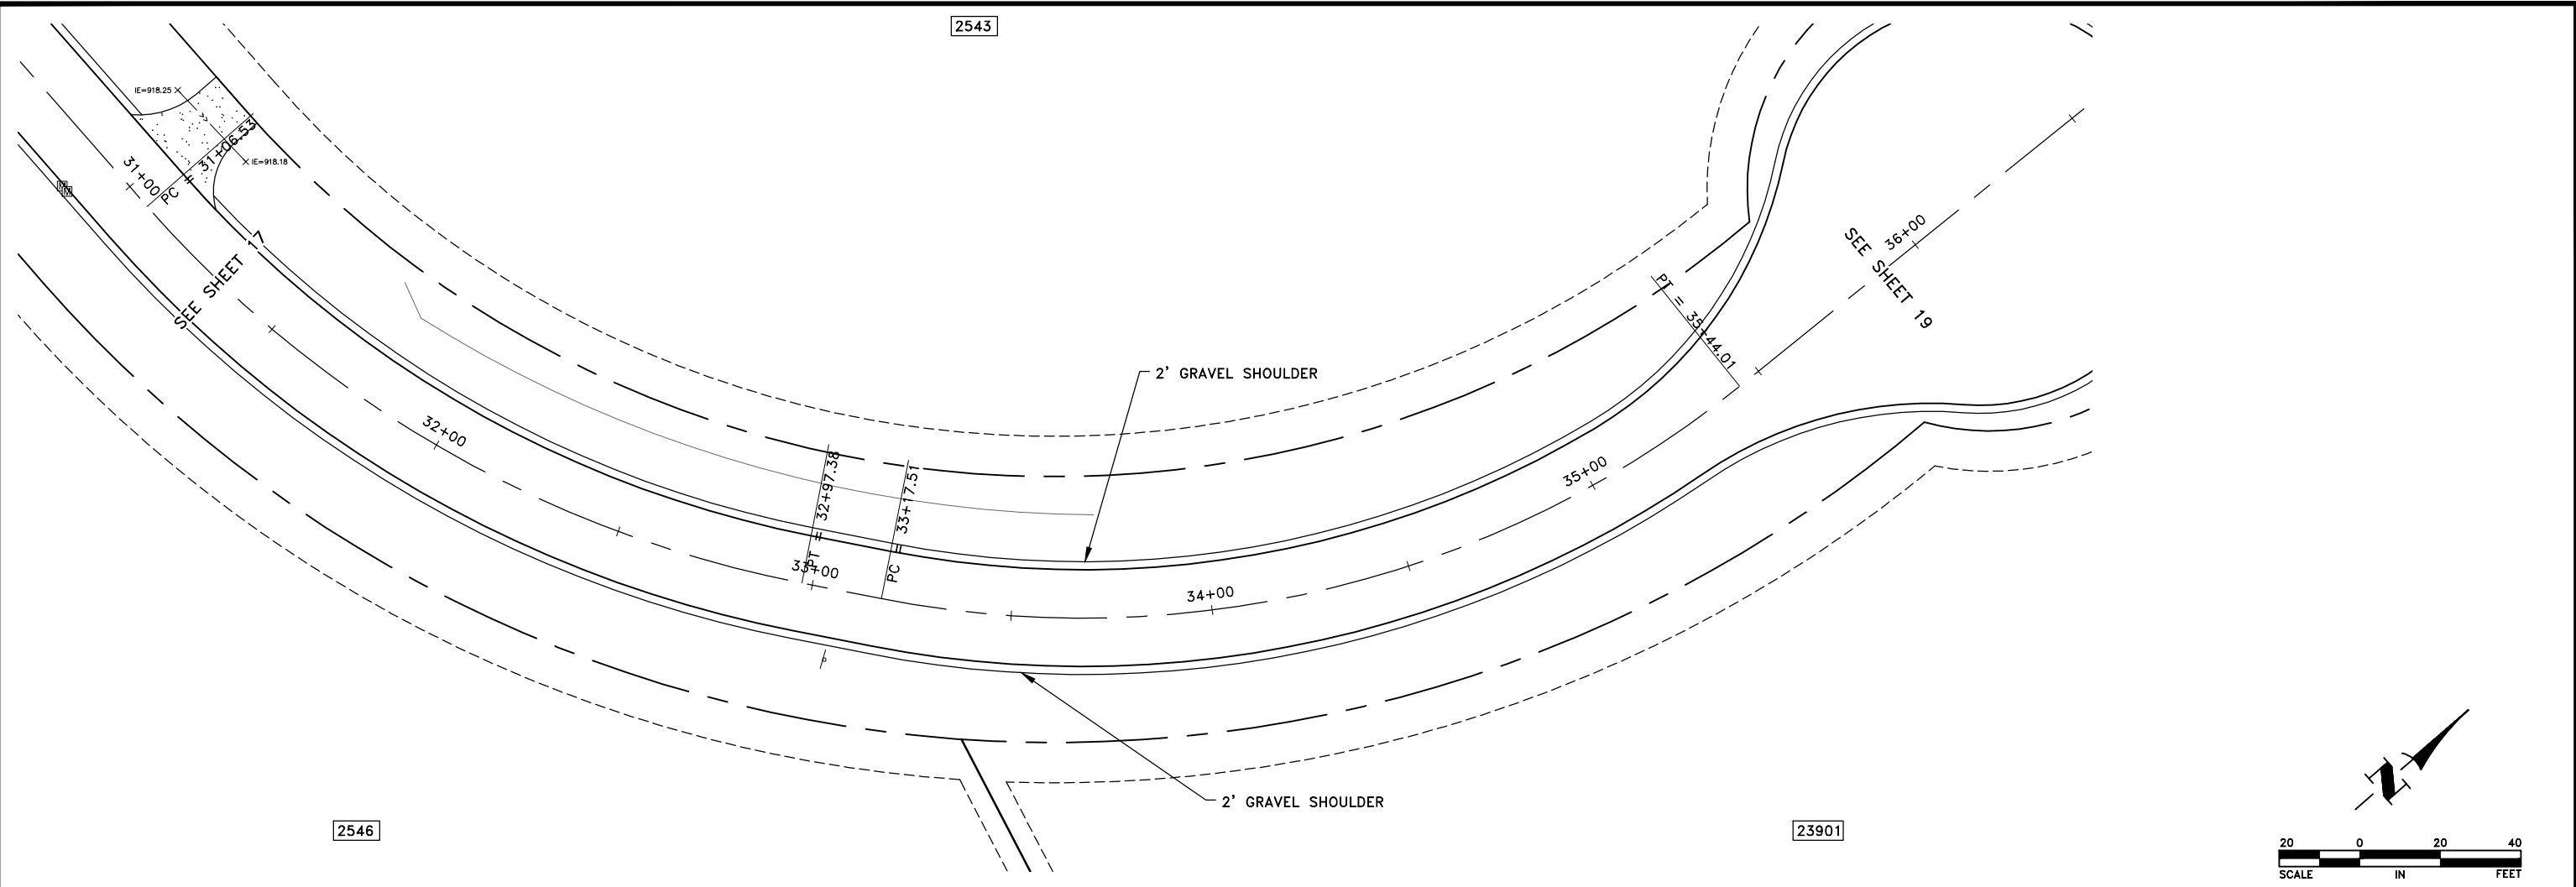 2543
IE=918.25
PC = 31+06.53
IE=918.18
31+00
SEE SHEET 17
36+00
SEE SHEET 19
PT = 35+44.01
2' GRAVEL SHOULDER
32+00
PT = 32+97.38
PC = 33+17.51
35+00
33+00
34+00
2' GRAVEL SHOULDER
N
2546
23901
20 0 20 40
SCALE IN FEET